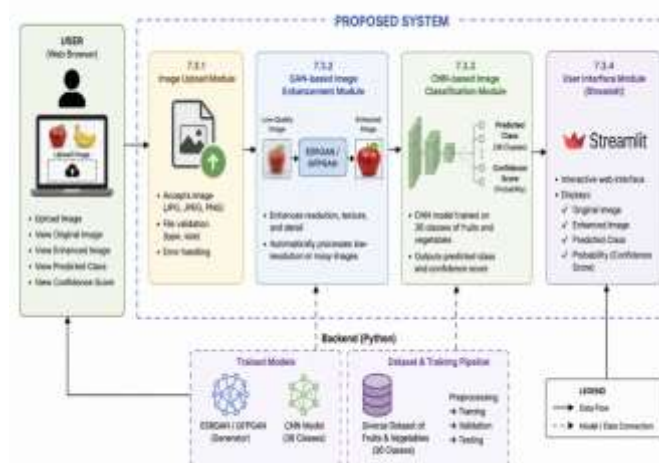 PROPOSED SYSTEM
USER
(Web Browser)
Upload Image
• Upload Image
• View Original Image
• View Enhanced Image
• View Predicted Class
• View Confidence Score
7.3.1
Image Upload Module
• Accepts image
(JPG, JPEG, PNG)
• File validation
(type, size)
• Error handling
7.3.2
GAN-based Image
Enhancement Module
Low-Quality
Image
ESRGAN /
GFPGAN
Enhanced
Image
• Enhances resolution, texture,
and detail
• Automatically processes low-
resolution or noisy images
7.3.3
CNN-based Image
Classification Module
Predicted
Class
(36 Classes)
Confidence
Score
(Probability)
• CNN model trained on
36 classes of fruits and
vegetables
• Outputs predicted class
and confidence score
7.3.4
User Interface Module
(Streamlit)
Streamlit
• Interactive web interface
• Displays:
✓ Original Image
✓ Enhanced Image
✓ Predicted Class
✓ Probability (Confidence
Score)
Backend (Python)
Trained Models
ESRGAN / GFPGAN
(Generator)
CNN Model
(36 Classes)
Dataset & Training Pipeline
Diverse Dataset of
Fruits & Vegetables
(36 Classes)
Preprocessing
→ Training
→ Validation
→ Testing
LEGEND
Data Flow
Model / Data Connection